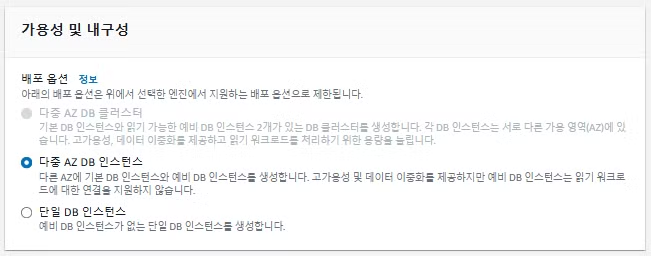 가용성 및 내구성
배포 옵션 정보
아래의 배포 옵션은 위에서 선택한 엔진에서 지원하는 배포 옵션으로 제한됩니다.
다중 AZ DB 클러스터
기본 DB 인스턴스와 읽기 가능한 예비 DB 인스턴스 2개가 있는 DB 클러스터를 생성합니다. 각 DB 인스턴스는 서로 다른 가용 영역(AZ)에 있
습니다. 고가용성, 데이터 이중화를 제공하고 읽기 워크로드를 처리하기 위한 용량을 늘립니다.
다중 AZ DB 인스턴스
다른 AZ에 기본 DB 인스턴스와 예비 DB 인스턴스를 생성합니다. 고가용성 및 데이터 이중화를 제공하지만 예비 DB 인스턴스는 읽기 워크로
드에 대한 연결을 지원하지 않습니다.
단일 DB 인스턴스
예비 DB 인스턴스가 없는 단일 DB 인스턴스를 생성합니다.